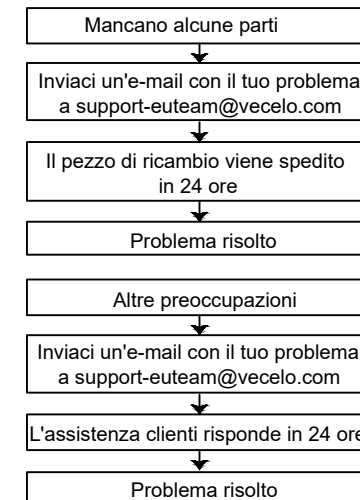 Mancano alcune parti
Inviaci un'e-mail con il tuo problema
a support-euteam@vecelo.com
Il pezzo di ricambio viene spedito
in 24 ore
Problema risolto
Altre preoccupazioni
Inviaci un'e-mail con il tuo problema
a support-euteam@vecelo.com
L'assistenza clienti risponde in 24 ore
Problema risolto